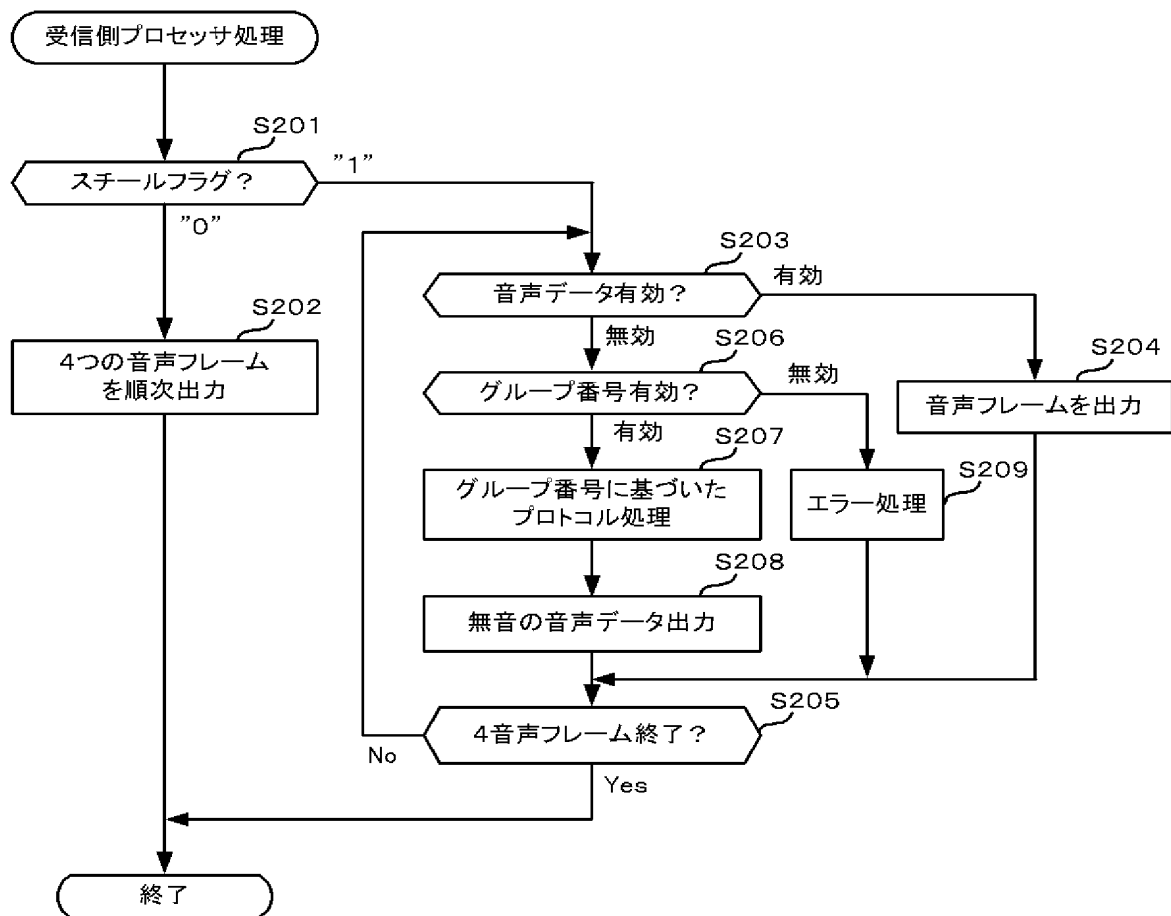 受信側プロセッサ処理
S201
スチールフラグ？
"1"
"0"
S203
音声データ有効？
有効
無効
S202
4つの音声フレーム
を順次出力
S206
グループ番号有効？
無効
有効
S204
音声フレームを出力
S207
グループ番号に基づいた
プロトコル処理
S209
エラー処理
S208
無音の音声データ出力
S205
4音声フレーム終了？
No
Yes
終了